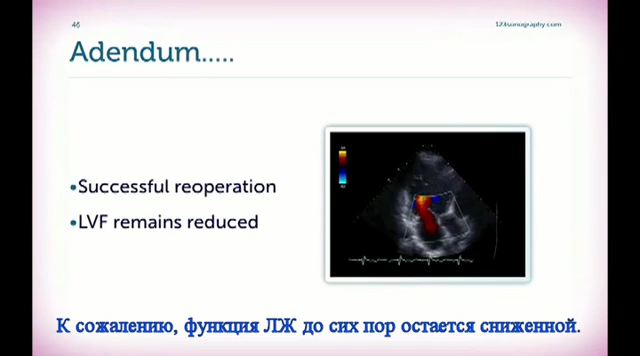 46
123sonography.com
Adendum.....
•Successful reoperation
•LVF remains reduced
К сожалению, функция ЛЖ до сих пор остается сниженной.